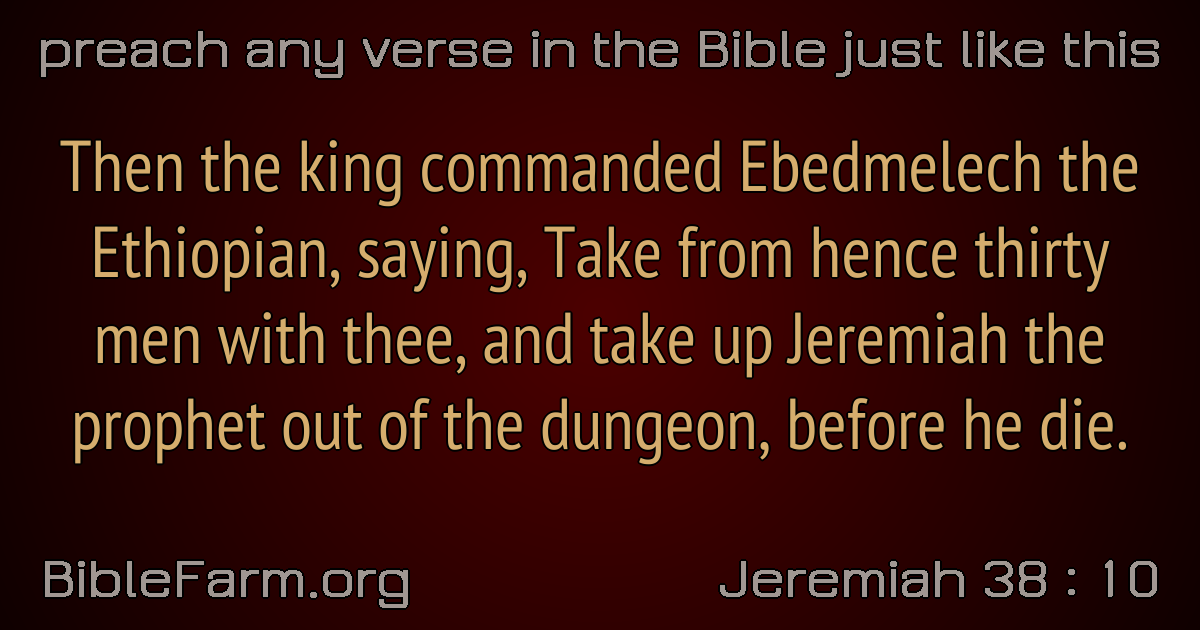 preach any verse in the Bible just like this
Then the king commanded Ebedmelech the
Ethiopian, saying, Take from hence thirty
men with thee, and take up Jeremiah the
prophet out of the dungeon, before he die.
BibleFarm.org
Jeremiah 38 : 10